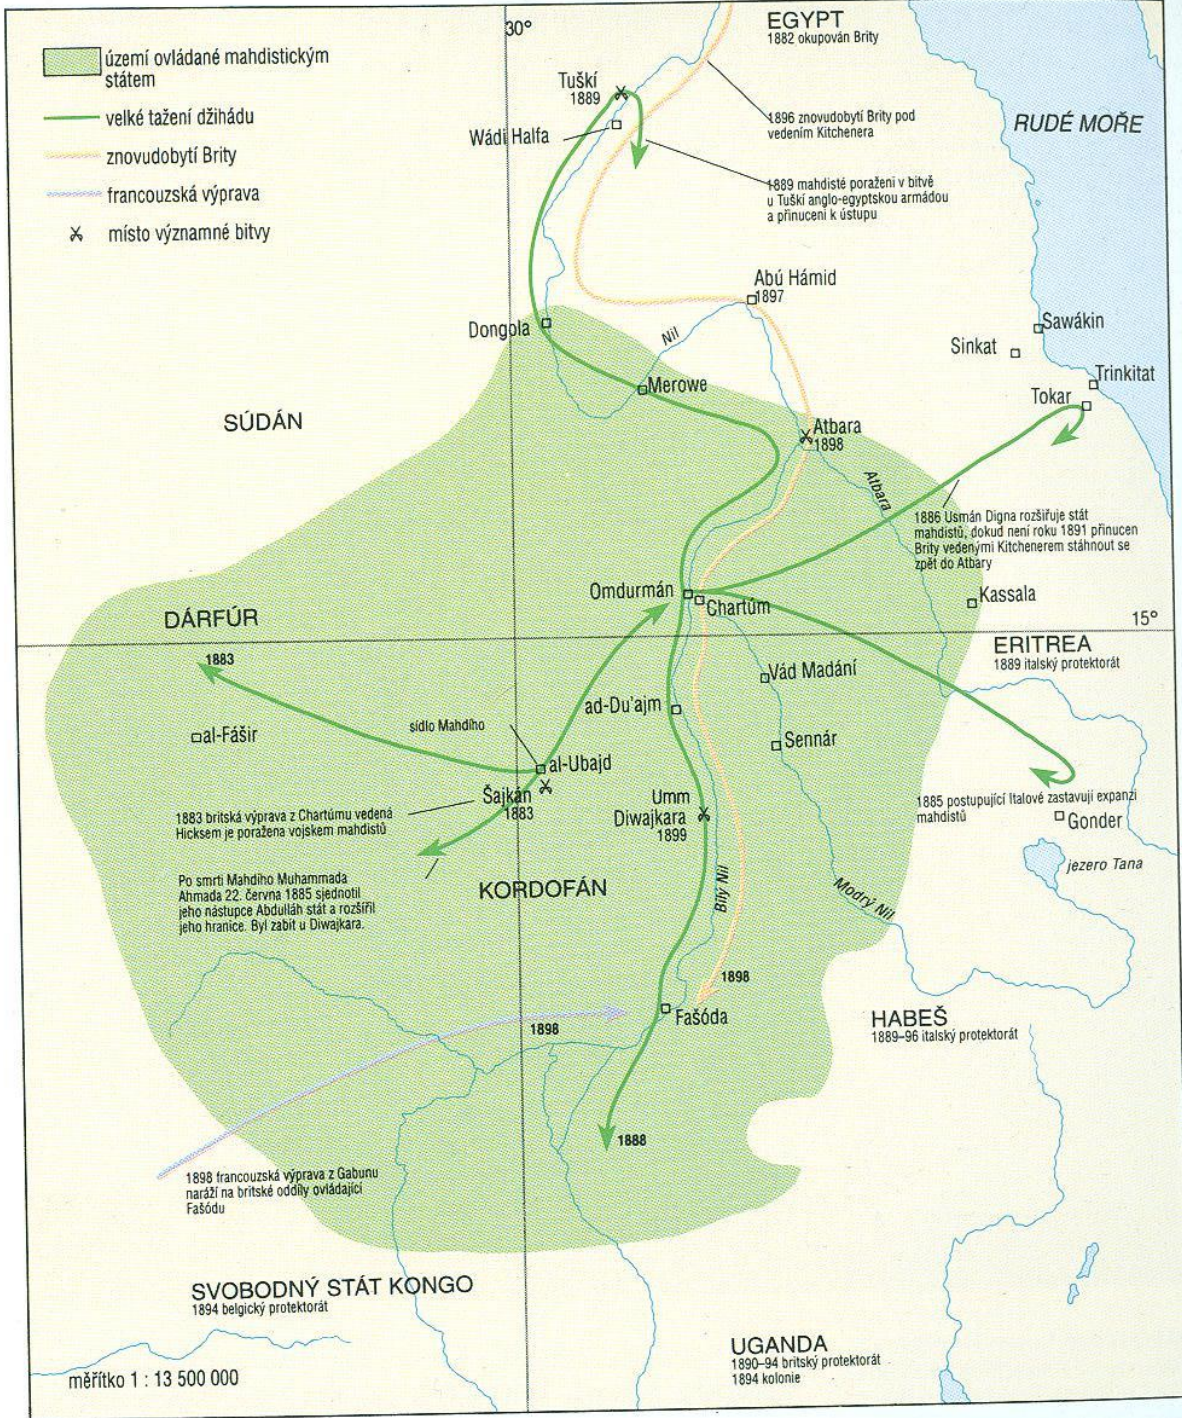 území ovládané mahdistickým
státem
velké tažení džihádu
znovudobytí Brity
francouzská výprava
místo významné bitvy
30°
EGYPT
1882 okupován Brity
Tuškí
1889
Wádí Halfa
1896 znovudobytí Brity pod
vedením Kitchenera
RUDÉ MOŘE
1889 mahdisté poraženi v bitvě
u Tuškí anglo-egyptskou armádou
a přinuceni k ústupu
Abú Hámid
1897
Dongola
Nil
Merowe
Sawákin
Sinkat
Trinkitat
Tokar
SÚDÁN
Atbara
1898
Atbara
1886 Usmán Digna rozšiřuje stát
mahdistů, dokud není roku 1891 přinucen
Brity vedenými Kitchenerem stáhnout se
zpět do Atbary
Omdurmán
Chartúm
Kassala
DÁRFÚR
15°
1883
ERITREA
1889 italský protektorát
Vád Madání
ad-Du'ajm
sídlo Mahdího
al-Fášir
Sennár
al-Ubajd
Šajkán
1883
Umm
Diwajkara
1899
1883 britská výprava z Chartúmu vedená
Hicksem je poražena vojskem mahdistů
1885 postupující Italové zastavují expanzi
mahdistů
Gonder
jezero Tana
Po smrti Mahdího Muhammada
Ahmada 22. června 1885 sjednotil
jeho nástupce Abdulláh stát a rozšířil
jeho hranice. Byl zabit u Diwajkara.
KORDOFÁN
Bílý Nil
Modrý Nil
1898
Fašóda
1898
HABEŠ
1889–96 italský protektorát
1888
1898 francouzská výprava z Gabunu
naráží na britské oddíly ovládající
Fašódu
SVOBODNÝ STÁT KONGO
1894 belgický protektorát
UGANDA
1890–94 britský protektorát
1894 kolonie
měřítko 1 : 13 500 000